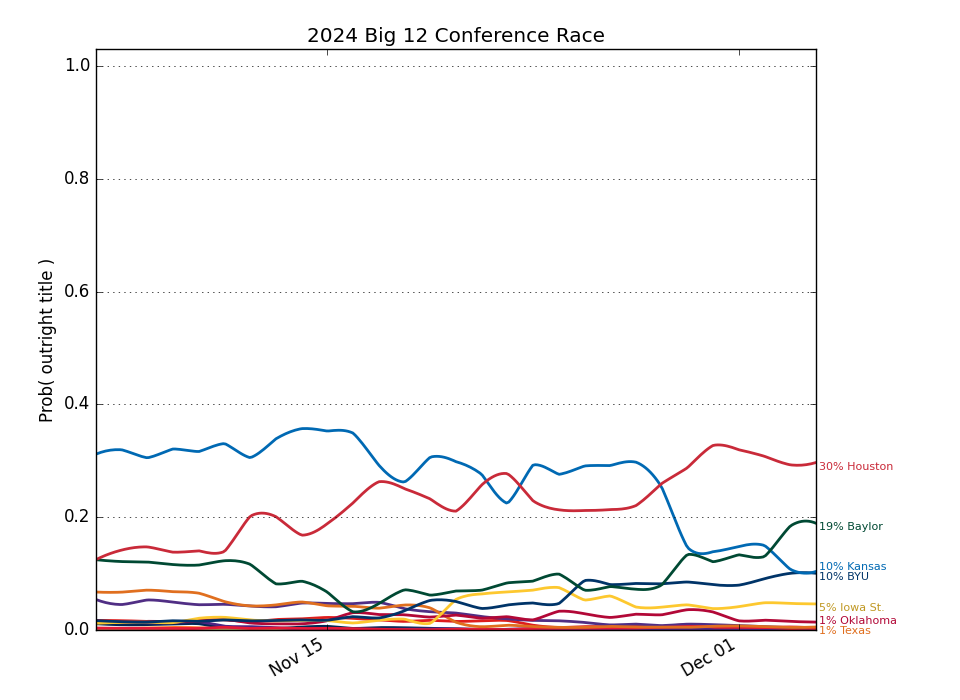 2024 Big 12 Conference Race
1.0
0.8
0.6
0.4
0.2
0.0
Prob( outright title )
Nov 15
Dec 01
30% Houston
19% Baylor
10% Kansas
10% BYU
5% Iowa St.
1% Oklahoma
1% Texas